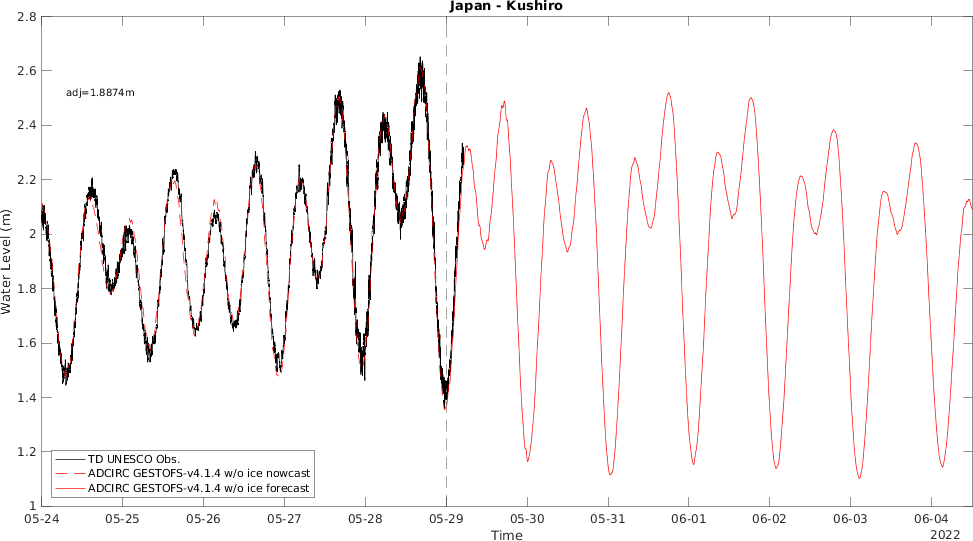 Japan - Kushiro
2.8
2.6
adj=1.8874m
2.4
2.2
2
1.8
1.6
1.4
1.2
1
Water Level (m)
TD UNESCO Obs.
ADCIRC GESTOFS-v4.1.4 w/o ice nowcast
ADCIRC GESTOFS-v4.1.4 w/o ice forecast
05-24 05-25 05-26 05-27 05-28 05-29 05-30 05-31 06-01 06-02 06-03 06-04
Time
2022